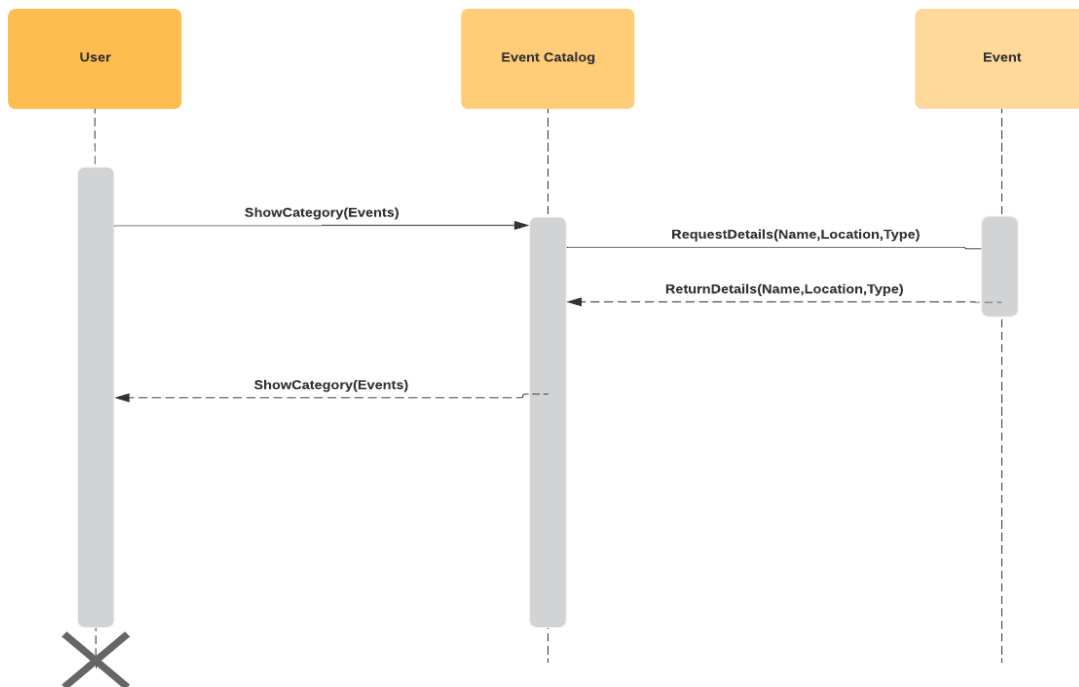 User
Event Catalog
Event
ShowCategory(Events)
RequestDetails(Name,Location,Type)
ReturnDetails(Name,Location,Type)
ShowCategory(Events)